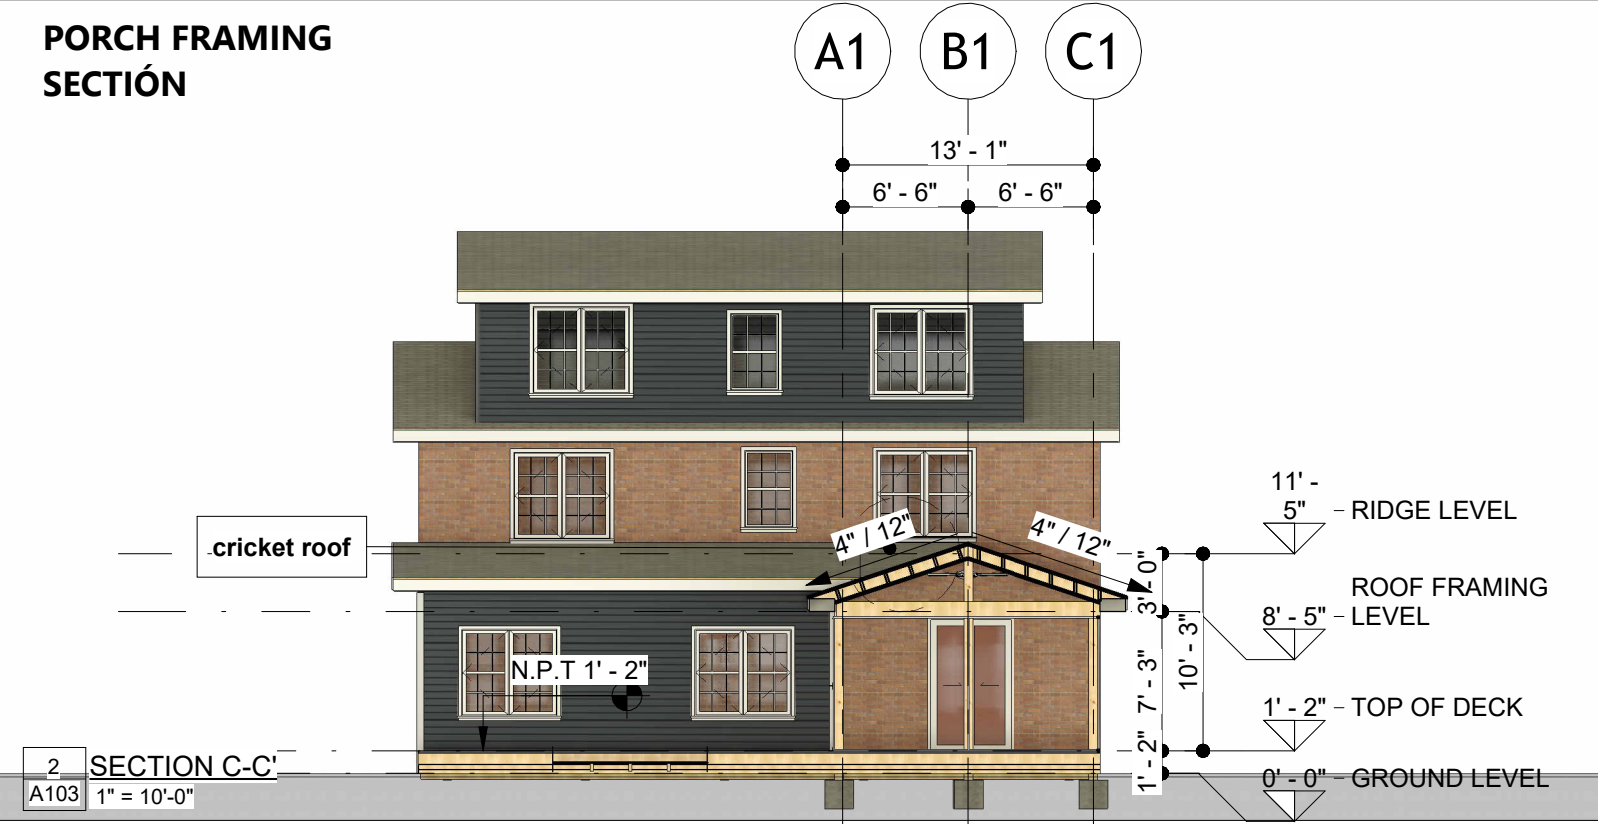 PORCH FRAMING
SECTIÓN
A1
B1
C1
13' - 1"
6' - 6"
6' - 6"
11' -
5"
RIDGE LEVEL
4" / 12"
4" / 12"
cricket roof
3' - 0"
ROOF FRAMING
LEVEL
8' - 5"
10' - 3"
7' - 3"
N.P.T 1' - 2"
1' - 2"
TOP OF DECK
1' - 2"
2
SECTION C-C'
A103
1" = 10'-0"
0' - 0"
GROUND LEVEL